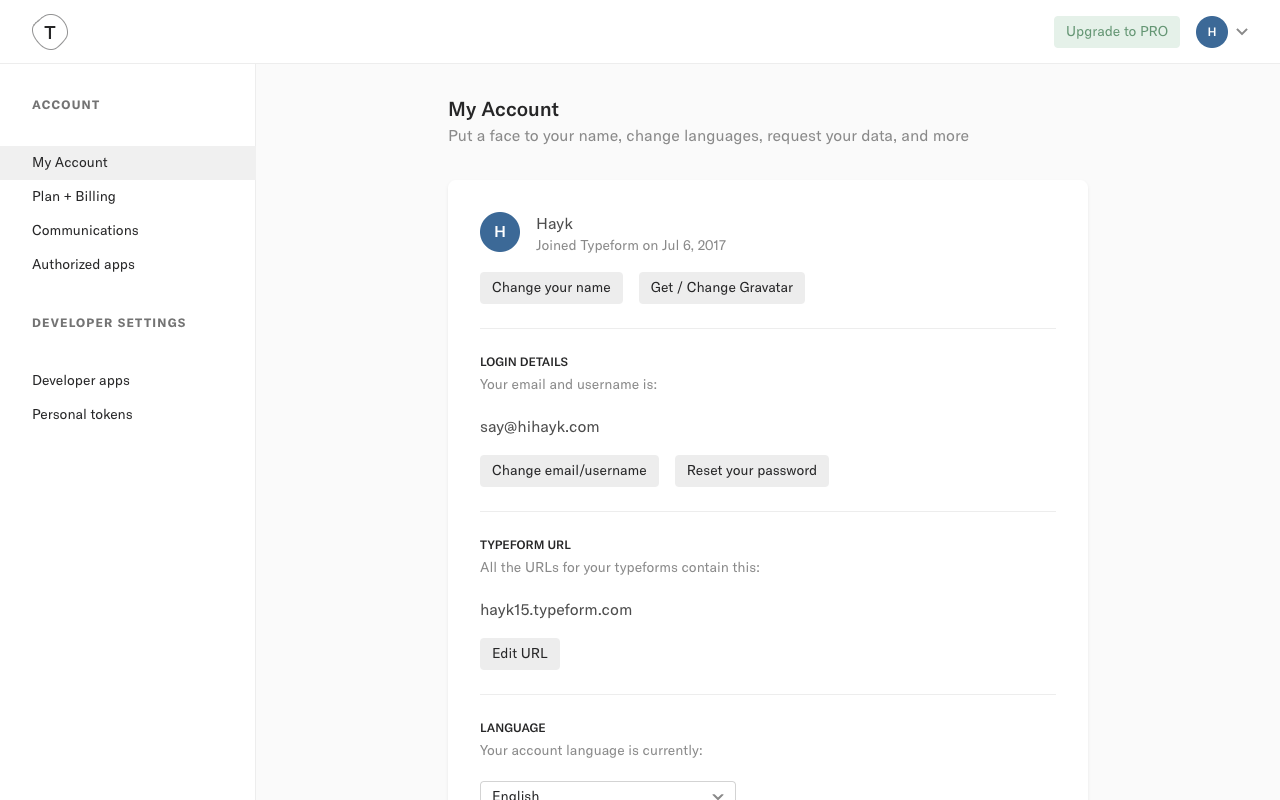 T
Upgrade to PRO
H
ACCOUNT
My Account
Plan + Billing
Communications
Authorized apps
DEVELOPER SETTINGS
Developer apps
Personal tokens
My Account
Put a face to your name, change languages, request your data, and more
H
Hayk
Joined Typeform on Jul 6, 2017
Change your name
Get / Change Gravatar
LOGIN DETAILS
Your email and username is:
say@hihayk.com
Change email/username
Reset your password
TYPEFORM URL
All the URLs for your typeforms contain this:
hayk15.typeform.com
Edit URL
LANGUAGE
Your account language is currently:
English